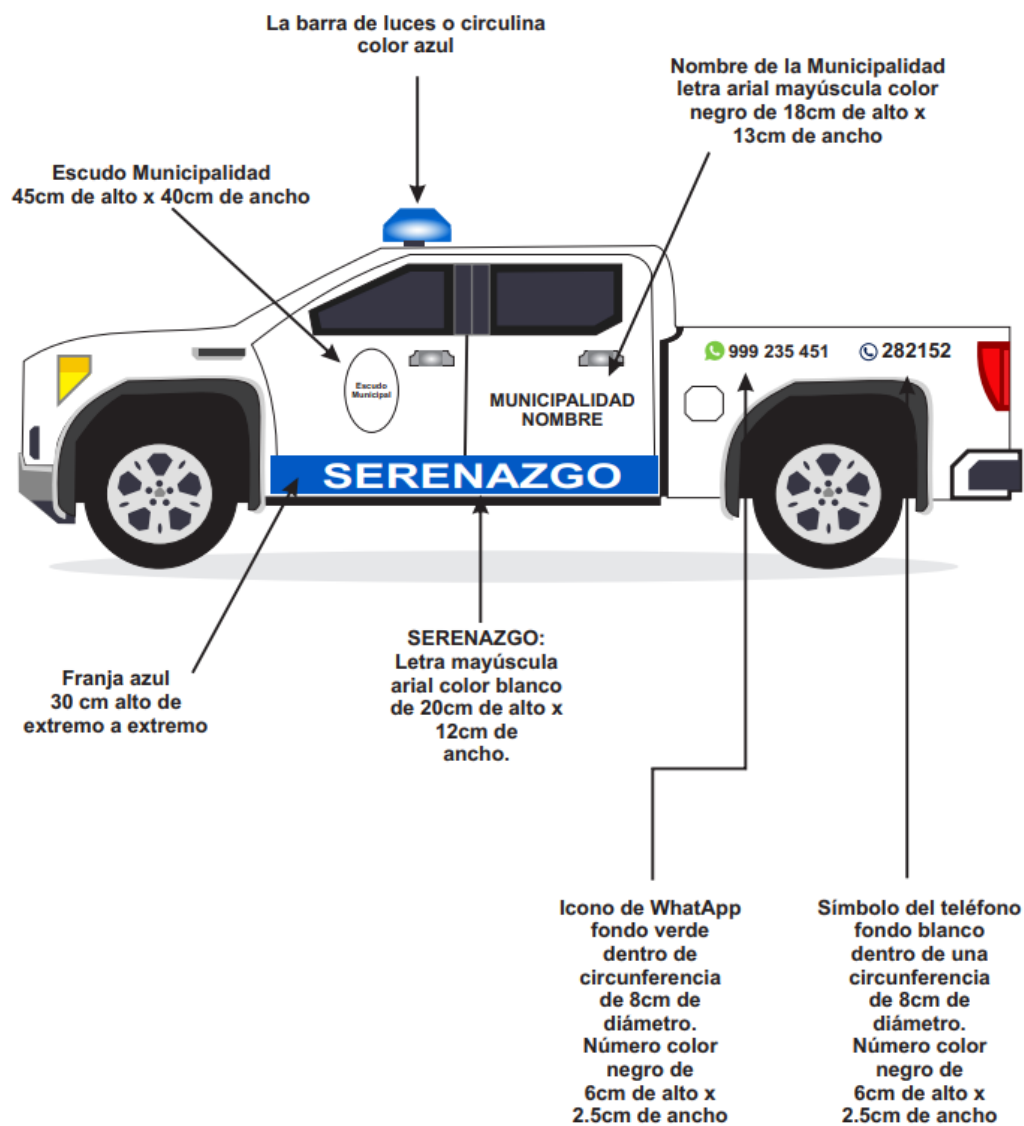 La barra de luces o circulina
color azul
Nombre de la Municipalidad
letra arial mayúscula color
negro de 18cm de alto x
13cm de ancho
Escudo Municipalidad
45cm de alto x 40cm de ancho
999 235 451
282152
Escudo
Municipal
MUNICIPALIDAD
NOMBRE
SERENAZGO
SERENAZGO:
Letra mayúscula
arial color blanco
de 20cm de alto x
12cm de
ancho.
Franja azul
30 cm alto de
extremo a extremo
Icono de WhatApp
fondo verde
dentro de
circunferencia
de 8cm de
diámetro.
Número color
negro de
6cm de alto x
2.5cm de ancho
Símbolo del teléfono
fondo blanco
dentro de una
circunferencia
de 8cm de
diámetro.
Número color
negro de
6cm de alto x
2.5cm de ancho